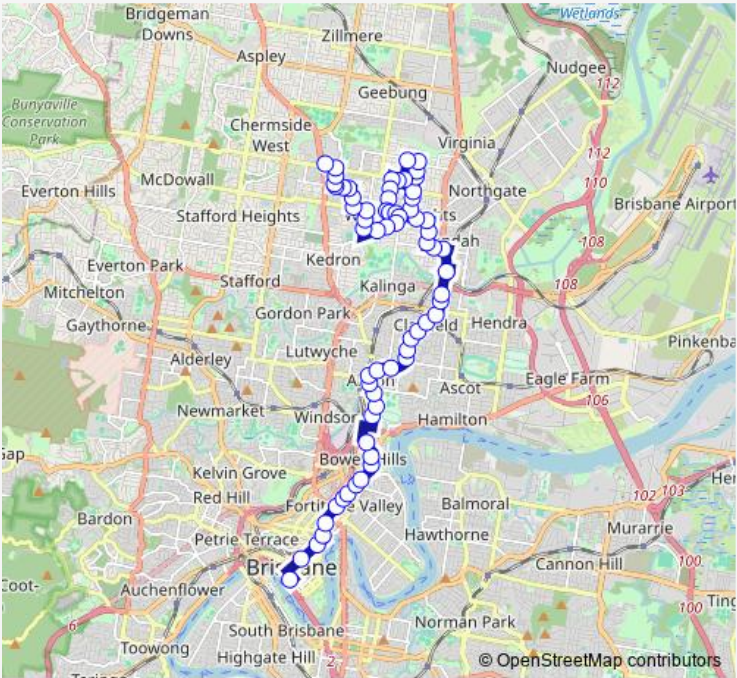 Wetlands
Bridgeman
Downs
Zillmere
Aspley
Nudgee
Geebung
112
Bunyaville
Conservation
Park
Chermside
West
Virginia
112
McDowall
110
Everton Hills
Northgate
Brisbane Airport
Stafford Heights
108
Kedron
Everton Park
Stafford
Kalinga
108
Mitchelton
Gordon Park
Gaythorne
Hendra
Pinkenba
Lutwyche
Alderley
Ascot
Eagle Farm
106
Newmarket
Windsor
Hamilton
Gap
Bowen Hills
Kelvin Grove
Red Hill
102
103
Fortitude Valley
Balmoral
Bardon
Murarrie
Petrie Terrace
Hawthorne
Brisbane
Cannon Hill
100
Coot-
Auchenflower
100
Norman Park
6
South Brisbane
Toowong
Highgate Hill
2
© OpenStreetMap contributors